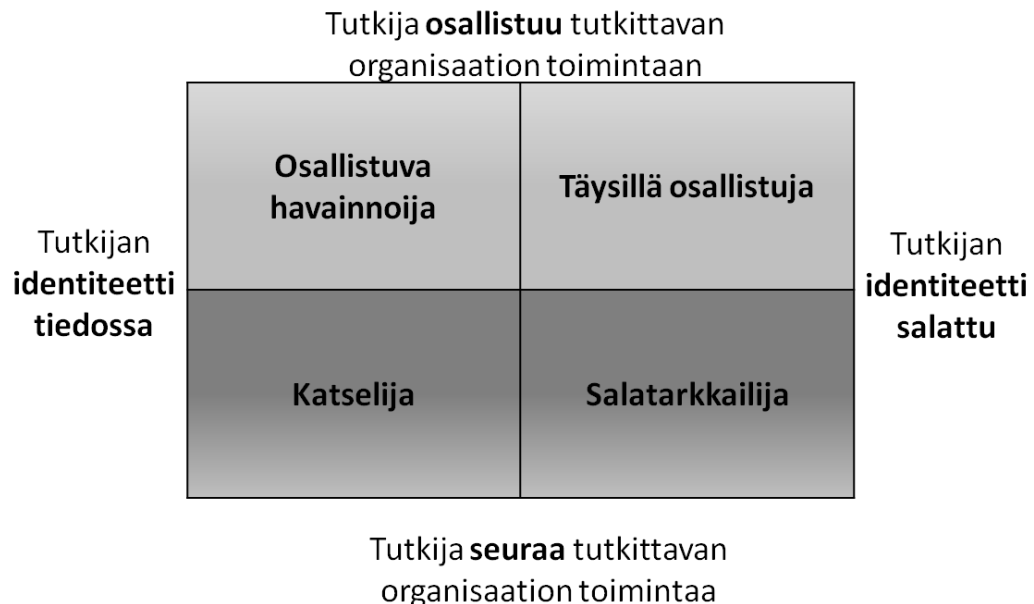 Tutkija osallistuu tutkittavan
organisaation toimintaan
Osallistuva
havainnoija
Täysillä osallistuja
Tutkijan
identiteetti
tiedossa
Tutkijan
identiteetti
salattu
Katselija
Salatarkkailija
Tutkija seuraa tutkittavan
organisaation toimintaa